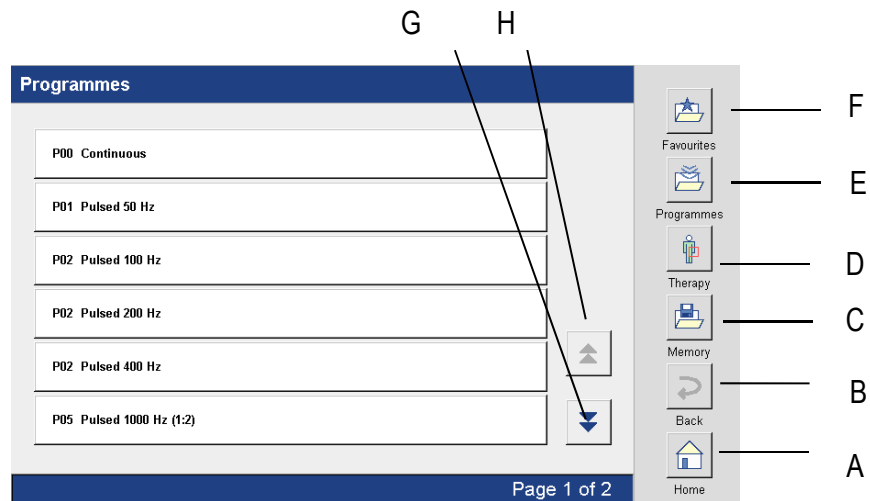 G H
Programmes
P00 Continuous
P01 Pulsed 50 Hz
P02 Pulsed 100 Hz
P02 Pulsed 200 Hz
P02 Pulsed 400 Hz
P05 Pulsed 1000 Hz (1:2)
Page 1 of 2
F
Favourites
E
Programmes
D
Therapy
C
Memory
B
Back
A
Home